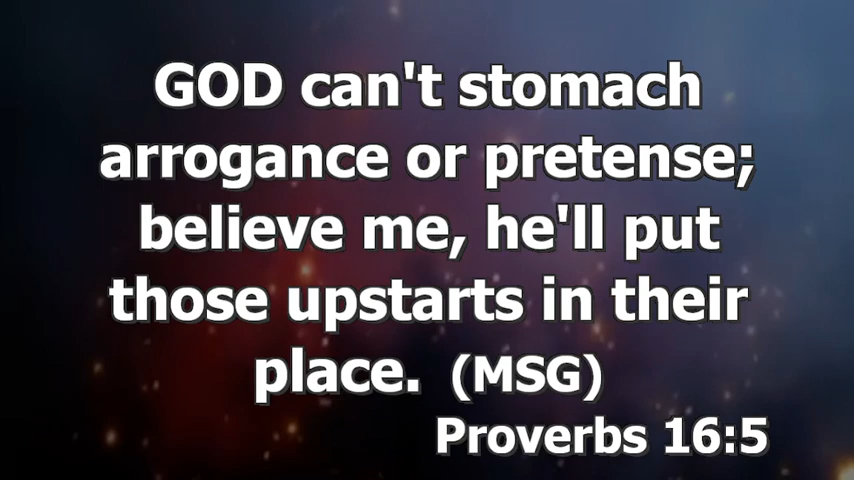 GOD can't stomach
arrogance or pretense;
believe me, he'll put
those upstarts in their
place. (MSG)
Proverbs 16:5